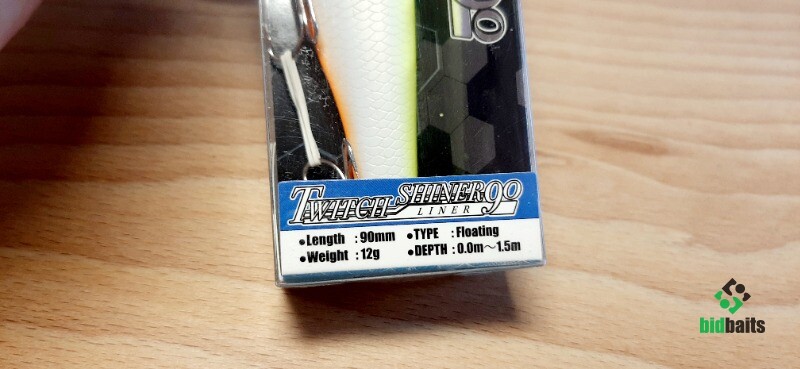 TWITCH SHINER 90
LINER
●Length : 90mm ●TYPE : Floating
●Weight : 12g ●DEPTH : 0.0m～1.5m
bidbaits